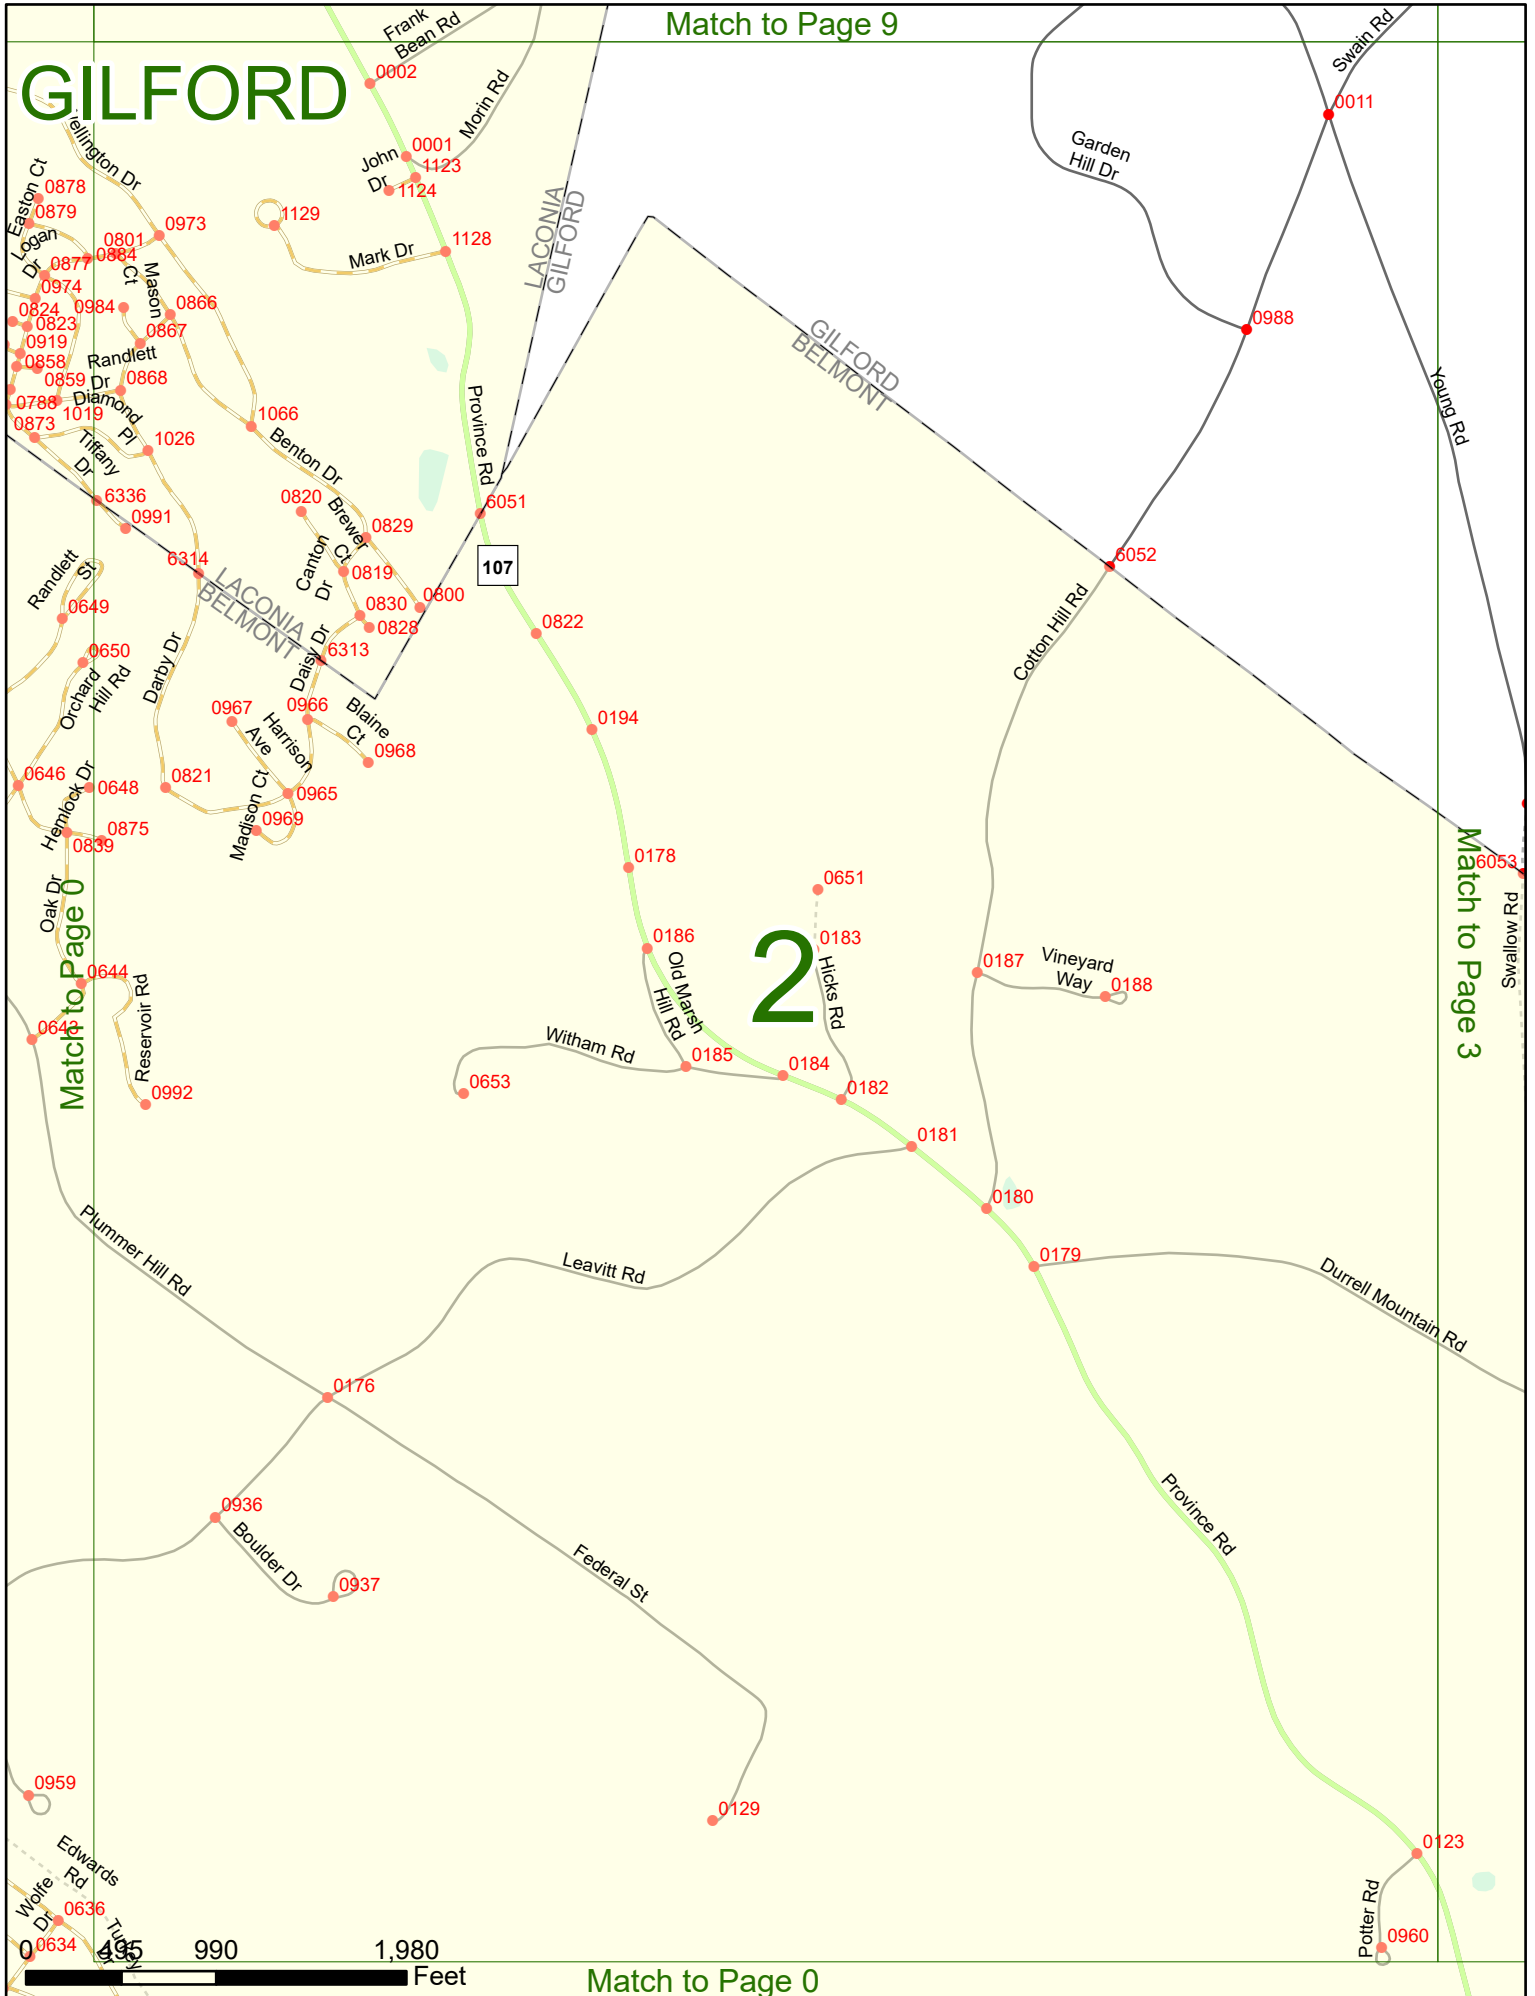 Match to Page 9
GILFORD
Frank
Bean Rd
0002
Swain Rd
0011
Morin Rd
Garden
Hill Dr
0001
John
Dr
1123
1124
Easton Ct
0878
0879
Logan
Dr
0801
0884
0973
1129
1128
Mark Dr
LACONIA
GILFORD
0877
Ct
Mason
0974
0984
0866
0824
0823
0867
0919
Randlett
Dr
0858
0859
0868
0788
Diamond
Pl
1019
0873
1026
Tiffany
Dr
1066
Benton Dr
Province Rd
GILFORD
BELMONT
0988
Young Rd
6336
0991
0820
Brewer
Ct
0829
6051
107
6052
Randlett
St
6314
LACONIA
BELMONT
Canton
Dr
0819
0649
0830
0828
0800
0822
Cotton Hill Rd
0650
Orchard
Hill Rd
Darby Dr
Daisy Dr
6313
0967
Ave
Harrison
0966
Blaine
Ct
0968
0194
0646
Hemlock Dr
0648
0821
0965
Madison Ct
0969
0875
0839
Oak Dr
Match to Page 0
0178
0651
6053
Match to Page 3
Swallow Rd
0186
Old Marsh
Hill Rd
2
0183
Hicks Rd
0187
Vineyard
Way
0188
0644
Reservoir Rd
0643
Witham Rd
0185
0184
0653
0182
0992
0181
0180
0179
Plummer Hill Rd
Leavitt Rd
Durrell Mountain Rd
0176
Province Rd
0936
Boulder Dr
0937
Federal St
0959
0129
0123
Edwards
Rd
Wolfe
Dr
0636
0634
Potter Rd
0960
0 495 990 1,980
Feet
Match to Page 0